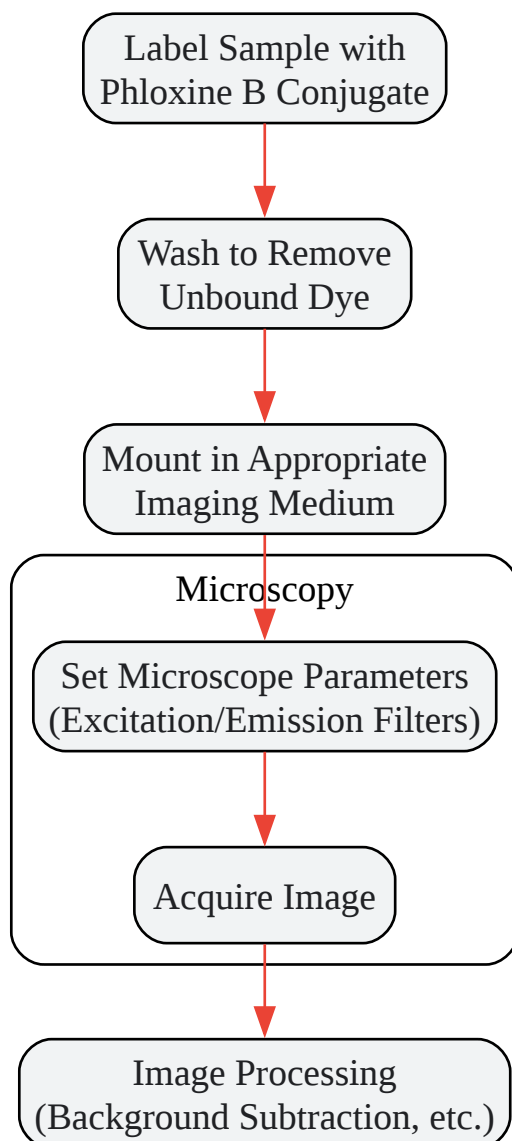 Label Sample with
Phloxine B Conjugate
Wash to Remove
Unbound Dye
Mount in Appropriate
Imaging Medium
Microscopy
Set Microscope Parameters
(Excitation/Emission Filters)
Acquire Image
Image Processing
(Background Subtraction, etc.)